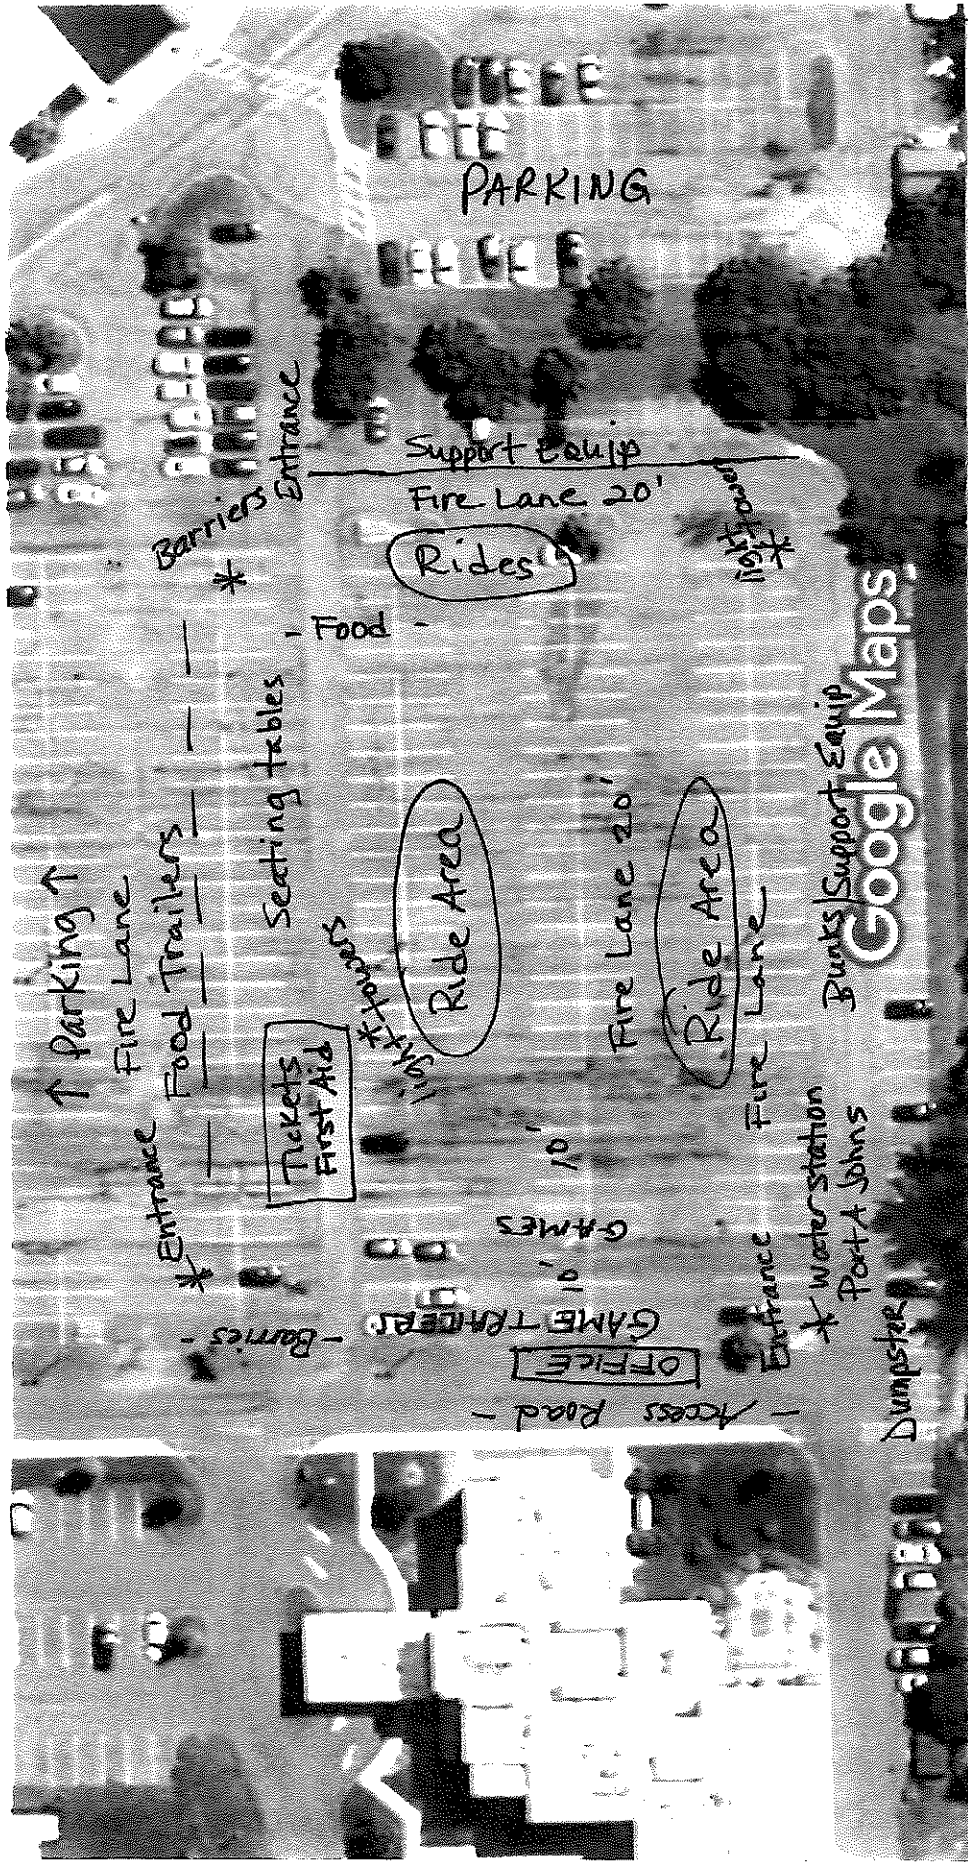 PARKING
Support Equip
Fire Lane 20'
Rides
light tower
*
Entrance
Barriers
*
- Food -
↑ Parking ↑
Fire Lane
Food Trailers
Seating tables
Tickets
First Aid
light towers
*
Ride Area
Fire Lane 20'
Ride Area
Fire Lane
Bunks/Support Equip
Google Maps
* Entrance
- Barries -
10'
GAMES
10'
GAME TRAILERS
OFFICE
- Access Road -
Entrance
* Water station
Port A Johns
Dumpster